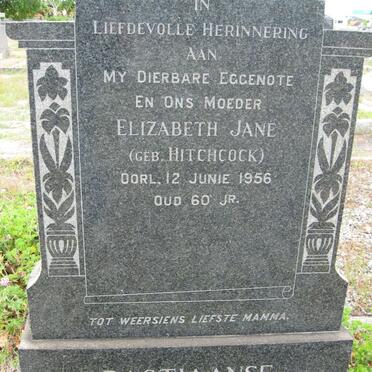 IN
LIEFDEVOLLE HERINNERING
AAN
MY DIERBARE EGGENOTE
EN ONS MOEDER
ELIZABETH JANE
(GEB. HITCHCOCK)
OORL. 12 JUNIE 1956
OUD 60 JR.
TOT WEERSIENS LIEFSTE MAMMA.
BASTIAANSE